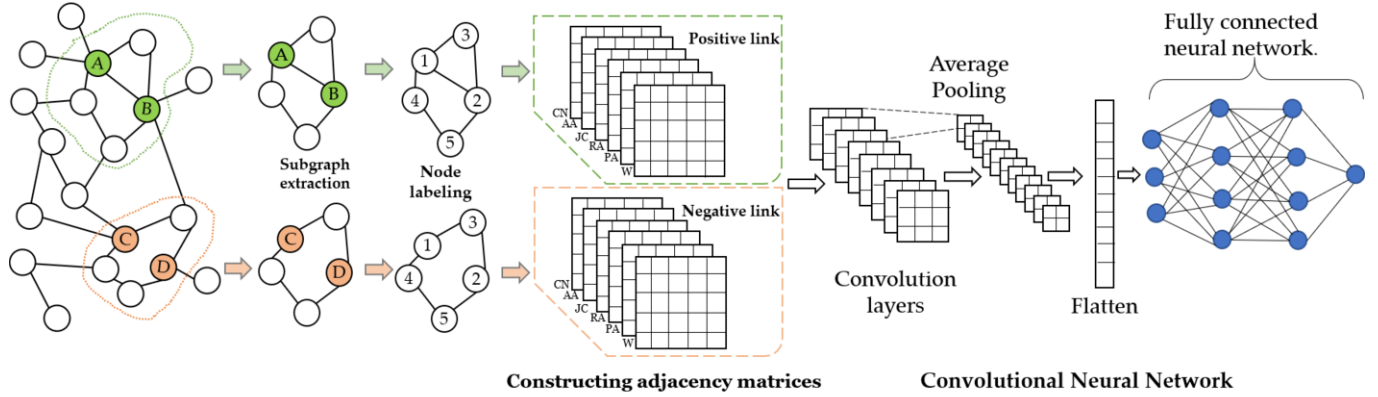 A
B
C
D
A
B
Subgraph
extraction
C
D
1
3
4
2
5
Node
labeling
1
3
4
2
5
Positive link
CN
AA
JC
RA
PA
W
Negative link
CN
AA
JC
RA
PA
W
Constructing adjacency matrices
Convolution
layers
Average
Pooling
Flatten
Fully connected
neural network.
Convolutional Neural Network